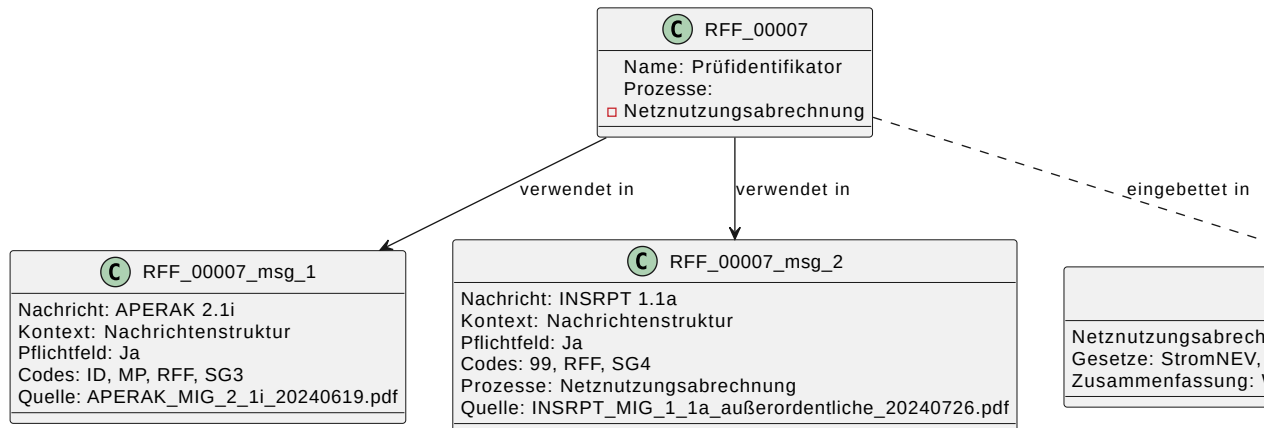 C RFF_00007
Name: Prüfidentifikator
Prozesse:
Netznutzungsabrechnung
verwendet in
verwendet in
eingebettet in
C RFF_00007_msg_1
Nachricht: APERAK 2.1i
Kontext: Nachrichtenstruktur
Pflichtfeld: Ja
Codes: ID, MP, RFF, SG3
Quelle: APERAK_MIG_2_1i_20240619.pdf
C RFF_00007_msg_2
Nachricht: INSRPT 1.1a
Kontext: Nachrichtenstruktur
Pflichtfeld: Ja
Codes: 99, RFF, SG4
Prozesse: Netznutzungsabrechnung
Quelle: INSRPT_MIG_1_1a_außerordentliche_20240726.pdf
Netznutzungsabrech
Gesetze: StromNEV,
Zusammenfassung: